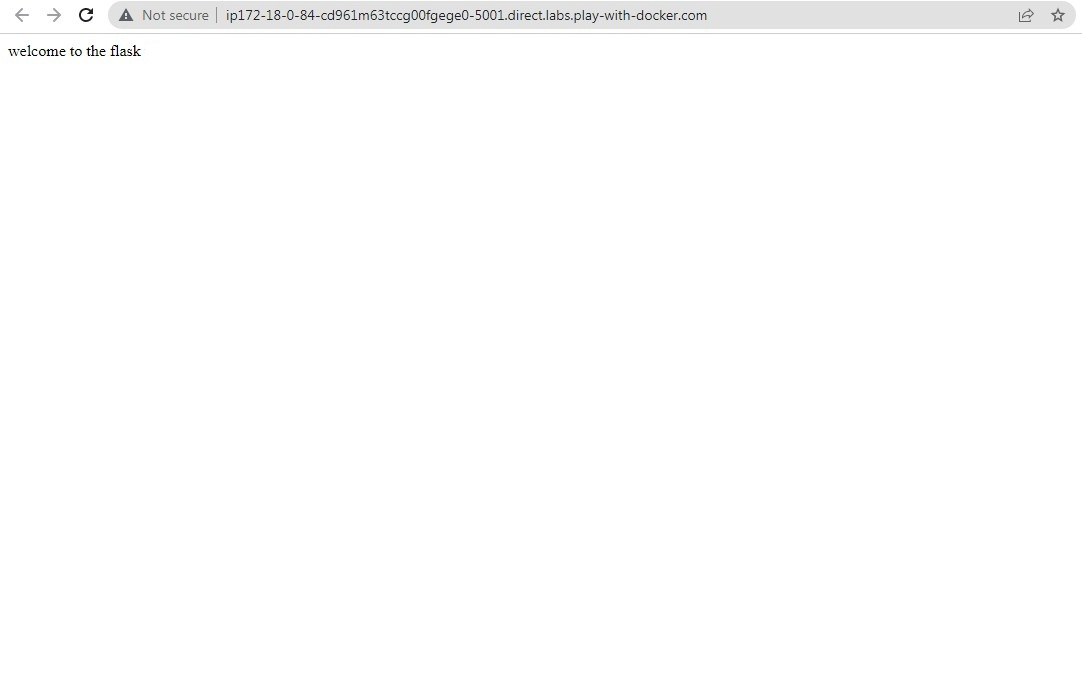 Not secure
ip172-18-0-84-cd961m63tccg00fgege0-5001.direct.labs.play-with-docker.com
welcome to the flask